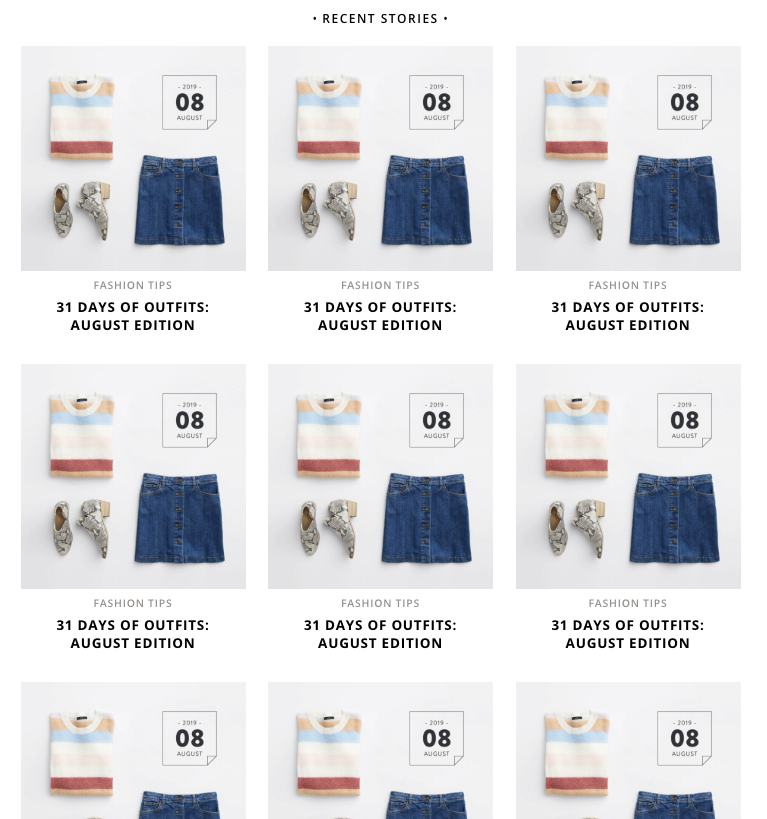 • RECENT STORIES •
- 2019 -
08
AUGUST
- 2019 -
08
AUGUST
- 2019 -
08
AUGUST
FASHION TIPS
31 DAYS OF OUTFITS:
AUGUST EDITION
FASHION TIPS
31 DAYS OF OUTFITS:
AUGUST EDITION
FASHION TIPS
31 DAYS OF OUTFITS:
AUGUST EDITION
- 2019 -
08
AUGUST
- 2019 -
08
AUGUST
- 2019 -
08
AUGUST
FASHION TIPS
31 DAYS OF OUTFITS:
AUGUST EDITION
FASHION TIPS
31 DAYS OF OUTFITS:
AUGUST EDITION
FASHION TIPS
31 DAYS OF OUTFITS:
AUGUST EDITION
- 2019 -
08
AUGUST
- 2019 -
08
AUGUST
- 2019 -
08
AUGUST